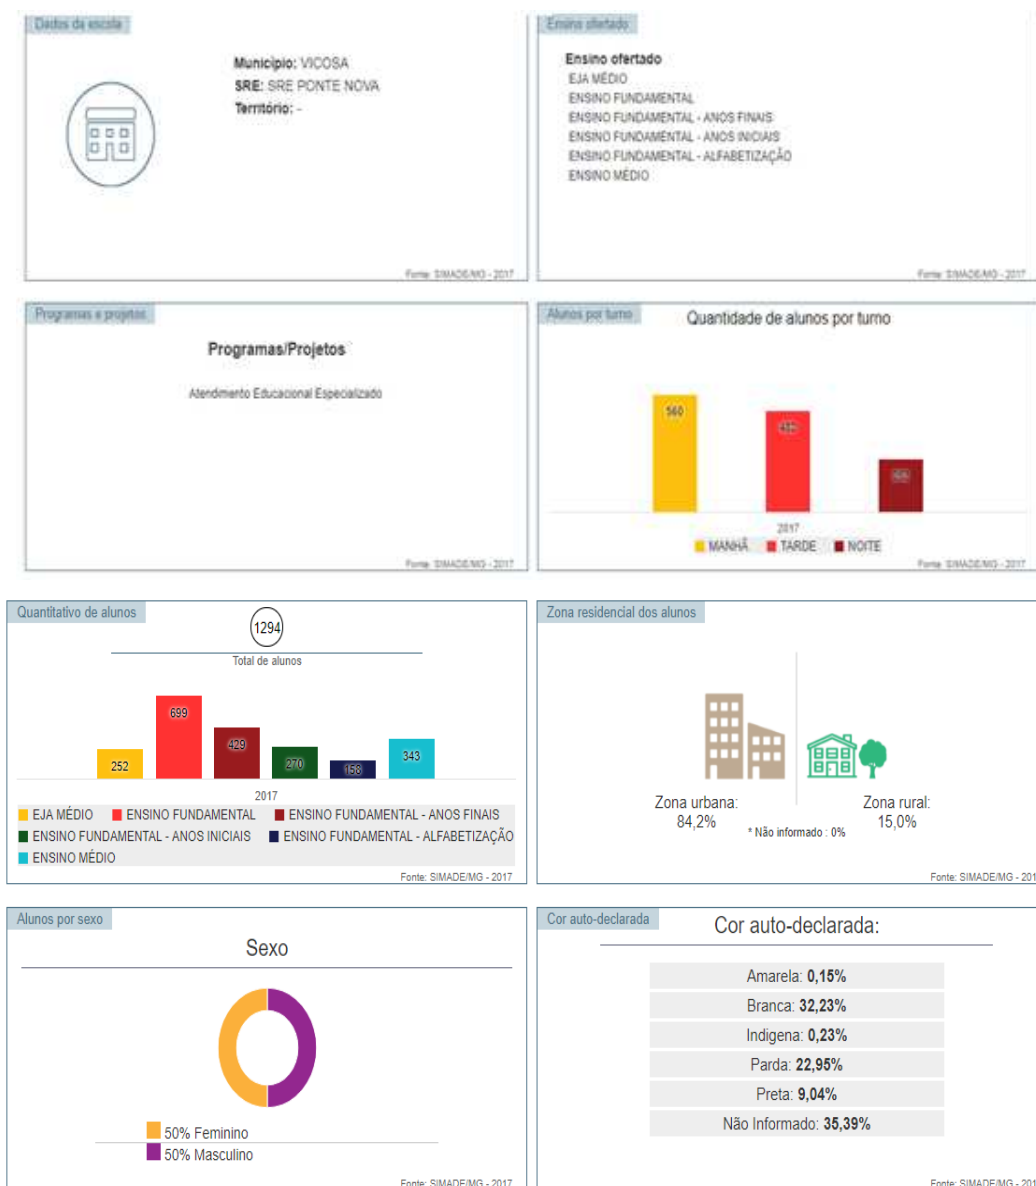 Dados da escola
Município: VICOSA
SRE: SRE PONTE NOVA
Território: -
Fonte: SIMADE/MG - 2017
Ensino ofertado
Ensino ofertado
EJA MÉDIO
ENSINO FUNDAMENTAL
ENSINO FUNDAMENTAL - ANOS FINAIS
ENSINO FUNDAMENTAL - ANOS INICIAIS
ENSINO FUNDAMENTAL - ALFABETIZAÇÃO
ENSINO MÉDIO
Fonte: SIMADE/MG - 2017
Programas e projetos
Programas/Projetos
Atendimento Educacional Especializado
Fonte: SIMADE/MG - 2017
Alunos por turno
Quantidade de alunos por turno
560
2017
MANHÃ TARDE NOITE
Fonte: SIMADE/MG - 2017
Quantitativo de alunos
1294
Total de alunos
252 699 429 270 158 343
2017
EJA MÉDIO ENSINO FUNDAMENTAL ENSINO FUNDAMENTAL - ANOS FINAIS
ENSINO FUNDAMENTAL - ANOS INICIAIS ENSINO FUNDAMENTAL - ALFABETIZAÇÃO
ENSINO MÉDIO
Fonte: SIMADE/MG - 2017
Zona residencial dos alunos
Zona urbana: Zona rural:
84,2% * Não informado : 0% 15,0%
Fonte: SIMADE/MG - 201
Alunos por sexo
Sexo
50% Feminino
50% Masculino
Fonte: SIMADE/MG - 2017
Cor auto-declarada
Cor auto-declarada:
Amarela: 0,15%
Branca: 32,23%
Indigena: 0,23%
Parda: 22,95%
Preta: 9,04%
Não Informado: 35,39%
Fonte: SIMADE/MG - 201